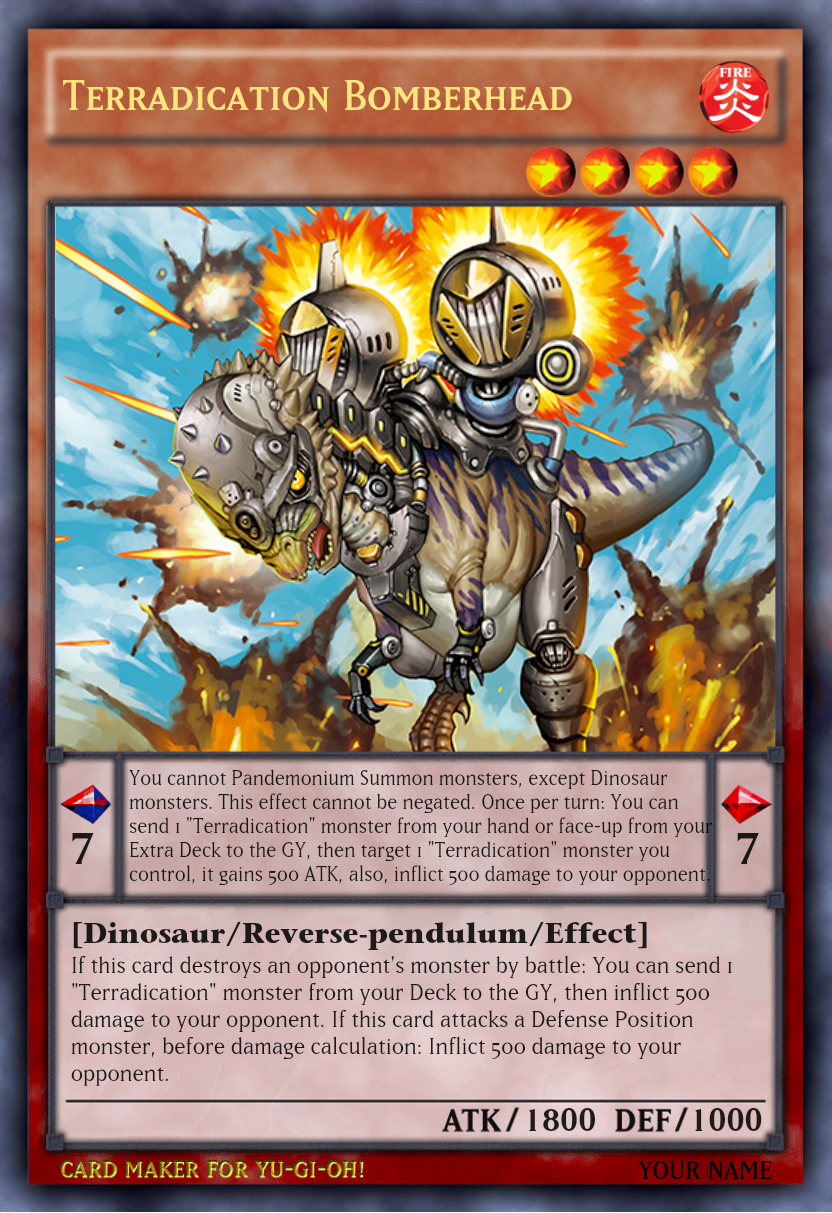 Terradication Bomberhead
FIRE
炎
7
You cannot Pandemonium Summon monsters, except Dinosaur
monsters. This effect cannot be negated. Once per turn: You can
send 1 "Terradication" monster from your hand or face-up from your
Extra Deck to the GY, then target 1 "Terradication" monster you
control, it gains 500 ATK, also, inflict 500 damage to your opponent.
7
[Dinosaur/Reverse-pendulum/Effect]
If this card destroys an opponent's monster by battle: You can send 1
"Terradication" monster from your Deck to the GY, then inflict 500
damage to your opponent. If this card attacks a Defense Position
monster, before damage calculation: Inflict 500 damage to your
opponent.
ATK/1800 DEF/1000
CARD MAKER FOR YU-GI-OH!
YOUR NAME